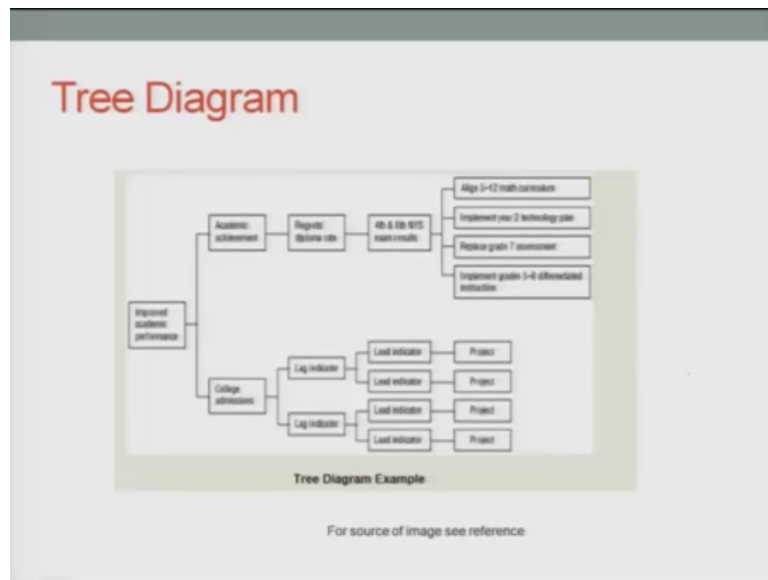 Tree Diagram
Align 5-12 math curriculum
Academic
achievement
Regents'
diploma rate
4th & 8th NYS
exam results
Implement year 2 technology plan
Replace grade 7 assessment
Implement grades 5-8 differentiated
instruction
Improved
academic
performance
College
admissions
Lag indicator
Lead indicator
Project
Lead indicator
Project
Lag indicator
Lead indicator
Project
Lead indicator
Project
Tree Diagram Example
For source of image see reference